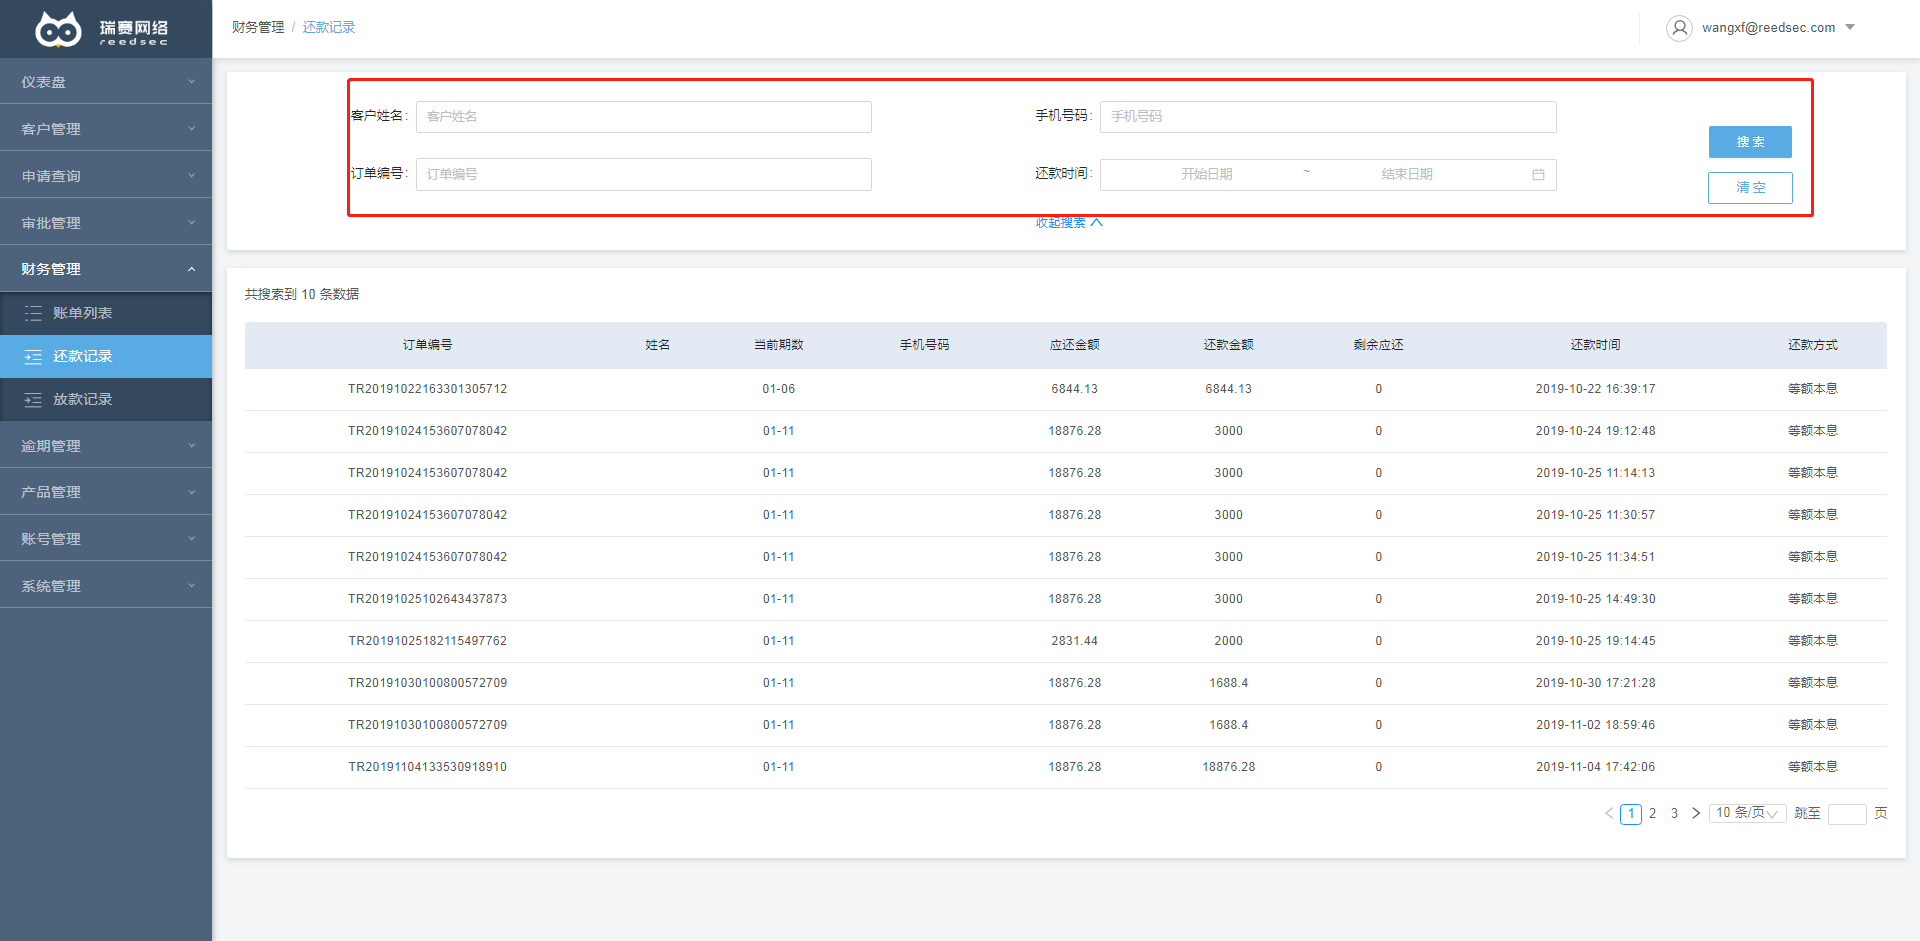 瑞赛网络
reedsec
财务管理 / 还款记录
wangxf@reedsec.com
仪表盘
客户管理
申请查询
审批管理
财务管理
账单列表
还款记录
放款记录
逾期管理
产品管理
账号管理
系统管理
客户姓名: 客户姓名 手机号码: 手机号码
搜 索
订单编号: 订单编号 还款时间: 开始日期 ~ 结束日期
清 空
收起搜索
共搜索到 10 条数据
订单编号 姓名 当前期数 手机号码 应还金额 还款金额 剩余应还 还款时间 还款方式
TR20191022163301305712 01-06 6844.13 6844.13 0 2019-10-22 16:39:17 等额本息
TR20191024153607078042 01-11 18876.28 3000 0 2019-10-24 19:12:48 等额本息
TR20191024153607078042 01-11 18876.28 3000 0 2019-10-25 11:14:13 等额本息
TR20191024153607078042 01-11 18876.28 3000 0 2019-10-25 11:30:57 等额本息
TR20191024153607078042 01-11 18876.28 3000 0 2019-10-25 11:34:51 等额本息
TR20191025102643437873 01-11 18876.28 3000 0 2019-10-25 14:49:30 等额本息
TR20191025182115497762 01-11 2831.44 2000 0 2019-10-25 19:14:45 等额本息
TR20191030100800572709 01-11 18876.28 1688.4 0 2019-10-30 17:21:28 等额本息
TR20191030100800572709 01-11 18876.28 1688.4 0 2019-11-02 18:59:46 等额本息
TR20191104133530918910 01-11 18876.28 18876.28 0 2019-11-04 17:42:06 等额本息
< 1 2 3 > 10 条/页 跳至 页